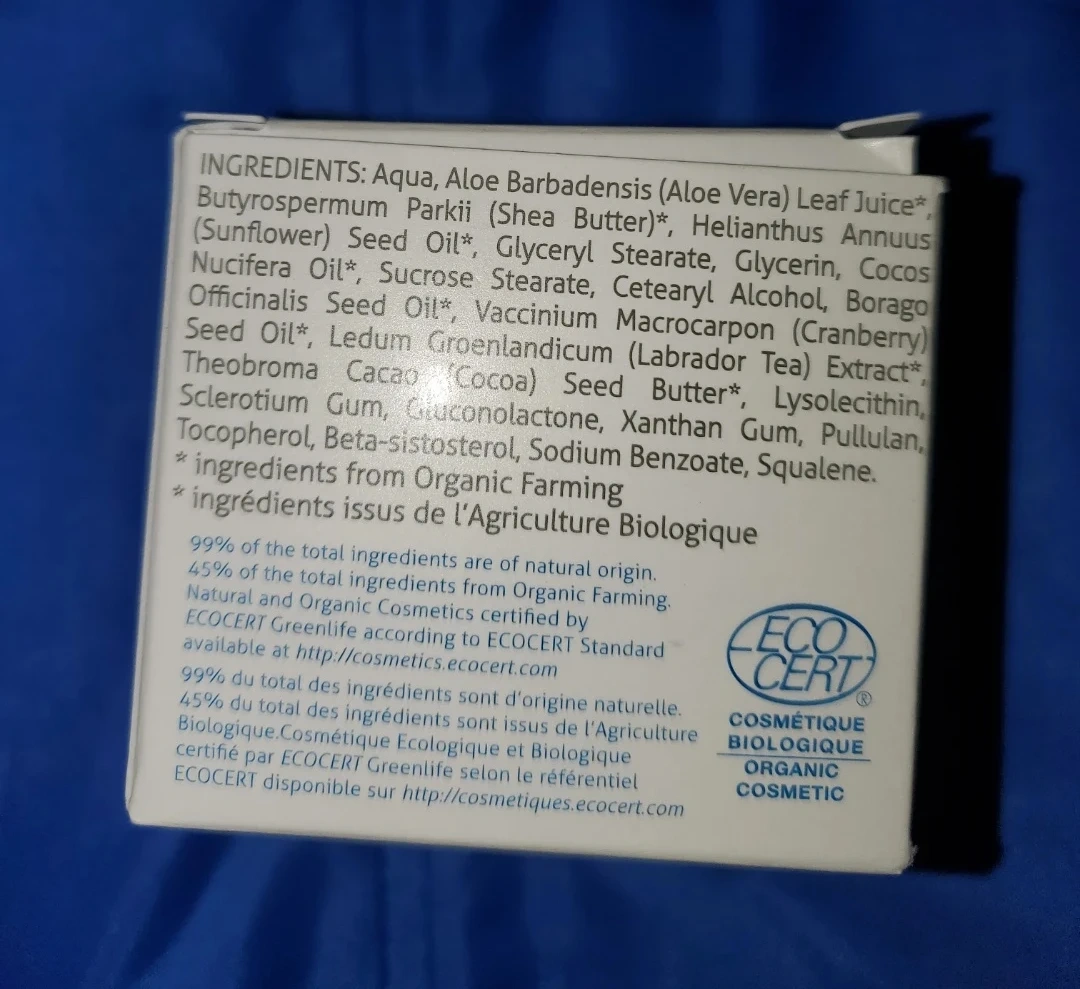 INGREDIENTS: Aqua, Aloe Barbadensis (Aloe Vera) Leaf Juice*,
Butyrospermum Parkii (Shea Butter)*, Helianthus Annuus
(Sunflower) Seed Oil*, Glyceryl Stearate, Glycerin, Cocos
Nucifera Oil*, Sucrose Stearate, Cetearyl Alcohol, Borago
Officinalis Seed Oil*, Vaccinium Macrocarpon (Cranberry)
Seed Oil*, Ledum Groenlandicum (Labrador Tea) Extract*,
Theobroma Cacao (Cocoa) Seed Butter*, Lysolecithin,
Sclerotium Gum, Gluconolactone, Xanthan Gum, Pullulan,
Tocopherol, Beta-sistosterol, Sodium Benzoate, Squalene.
* ingredients from Organic Farming
* ingrédients issus de l'Agriculture Biologique
99% of the total ingredients are of natural origin.
45% of the total ingredients from Organic Farming.
Natural and Organic Cosmetics certified by
ECOCERT Greenlife according to ECOCERT Standard
available at http://cosmetics.ecocert.com
99% du total des ingrédients sont d'origine naturelle.
45% du total des ingrédients sont issus de l'Agriculture
Biologique.Cosmétique Ecologique et Biologique
certifié par ECOCERT Greenlife selon le référentiel
ECOCERT disponible sur http://cosmetiques.ecocert.com
ECO
CERT
®
COSMÉTIQUE
BIOLOGIQUE
ORGANIC
COSMETIC